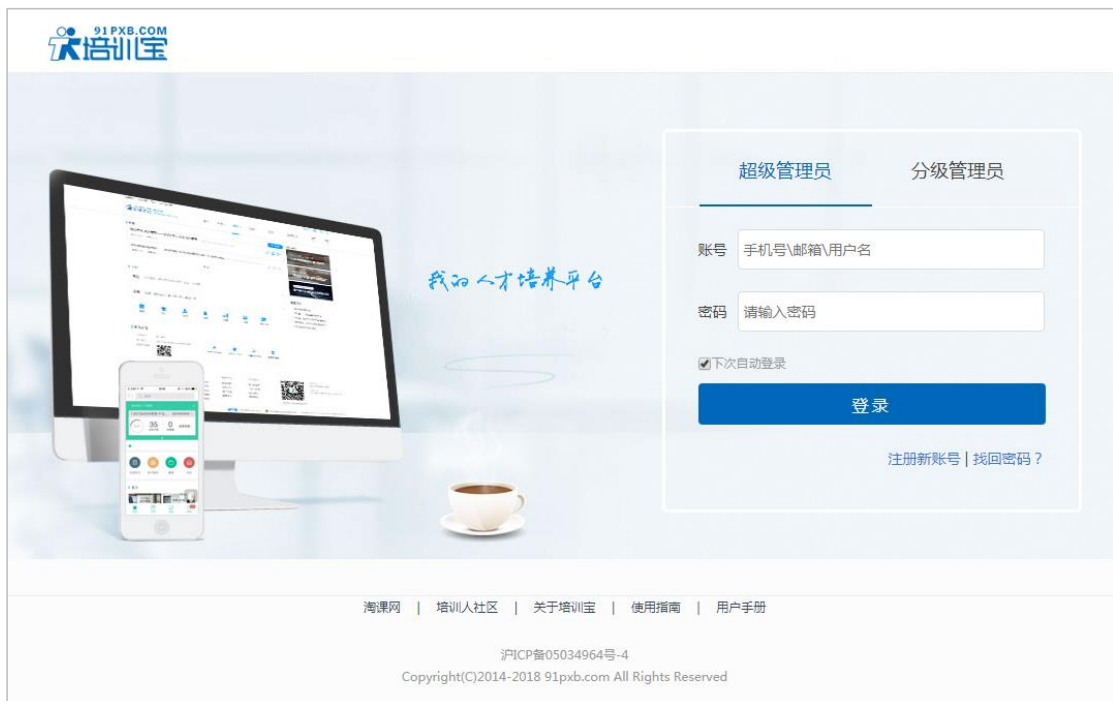 91PXB.COM
培训宝
超级管理员 分级管理员
账号 手机号\邮箱\用户名
我的人才培养平台
密码 请输入密码
下次自动登录
登录
注册新账号 | 找回密码？
淘课网 | 培训人社区 | 关于培训宝 | 使用指南 | 用户手册
沪ICP备05034964号-4
Copyright(C)2014-2018 91pxb.com All Rights Reserved